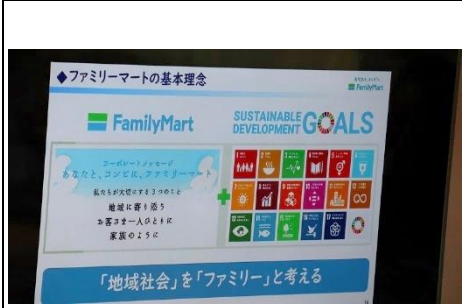 ◆ファミリーマートの基本理念
FamilyMart
FamilyMart
SUSTAINABLE
DEVELOPMENT GOALS
コーポレートメッセージ
あなたと、コンビに、ファミリーマート
私たちが大切にする3つのこと
地域に寄り添う
お客さま一人ひとりに
家族のように
「地域社会」を「ファミリー」と考える